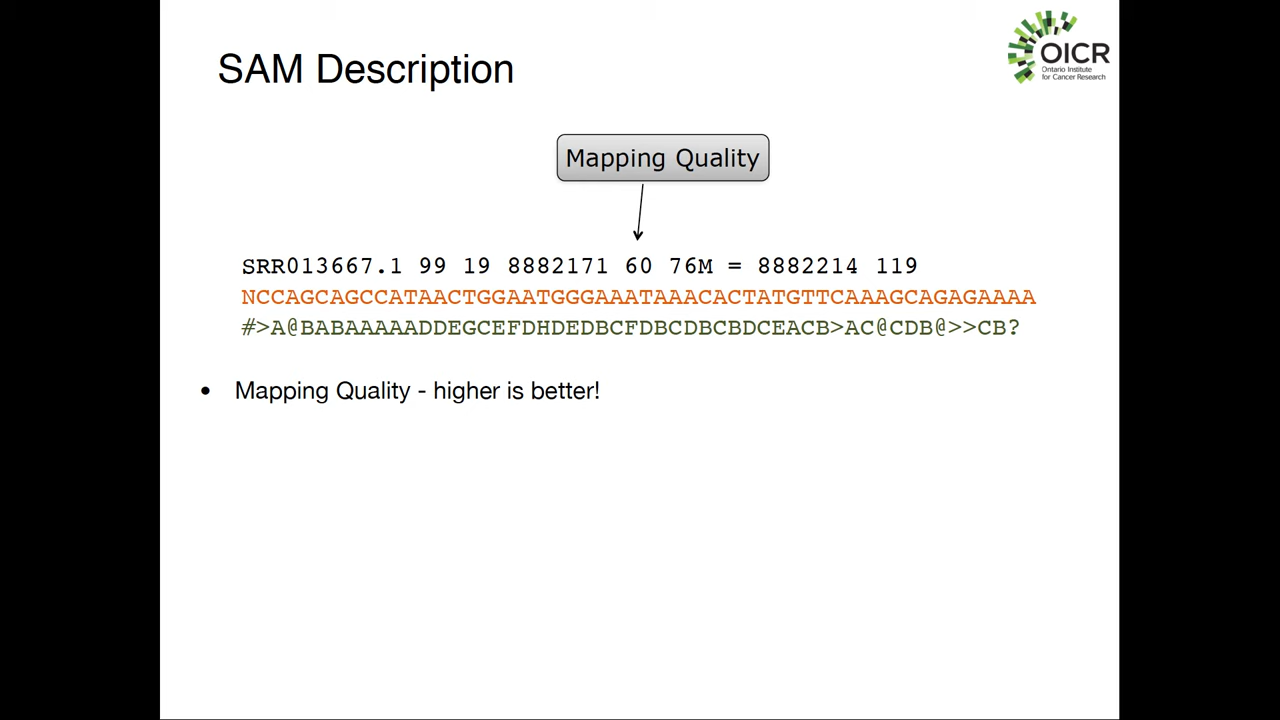 SAM Description
OICR
Ontario Institute
for Cancer Research
Mapping Quality
SRR013667.1 99 19 8882171 60 76M = 8882214 119
NCCAGCAGCCATAACTGGAATGGGAAATAAACACTATGTTCAAAGCAGAGAAAA
#>A@BABAAAAADDEGCEFDHDEDBCFDBCDBCBDCEACB>AC@CDB@>>CB?
• Mapping Quality - higher is better!